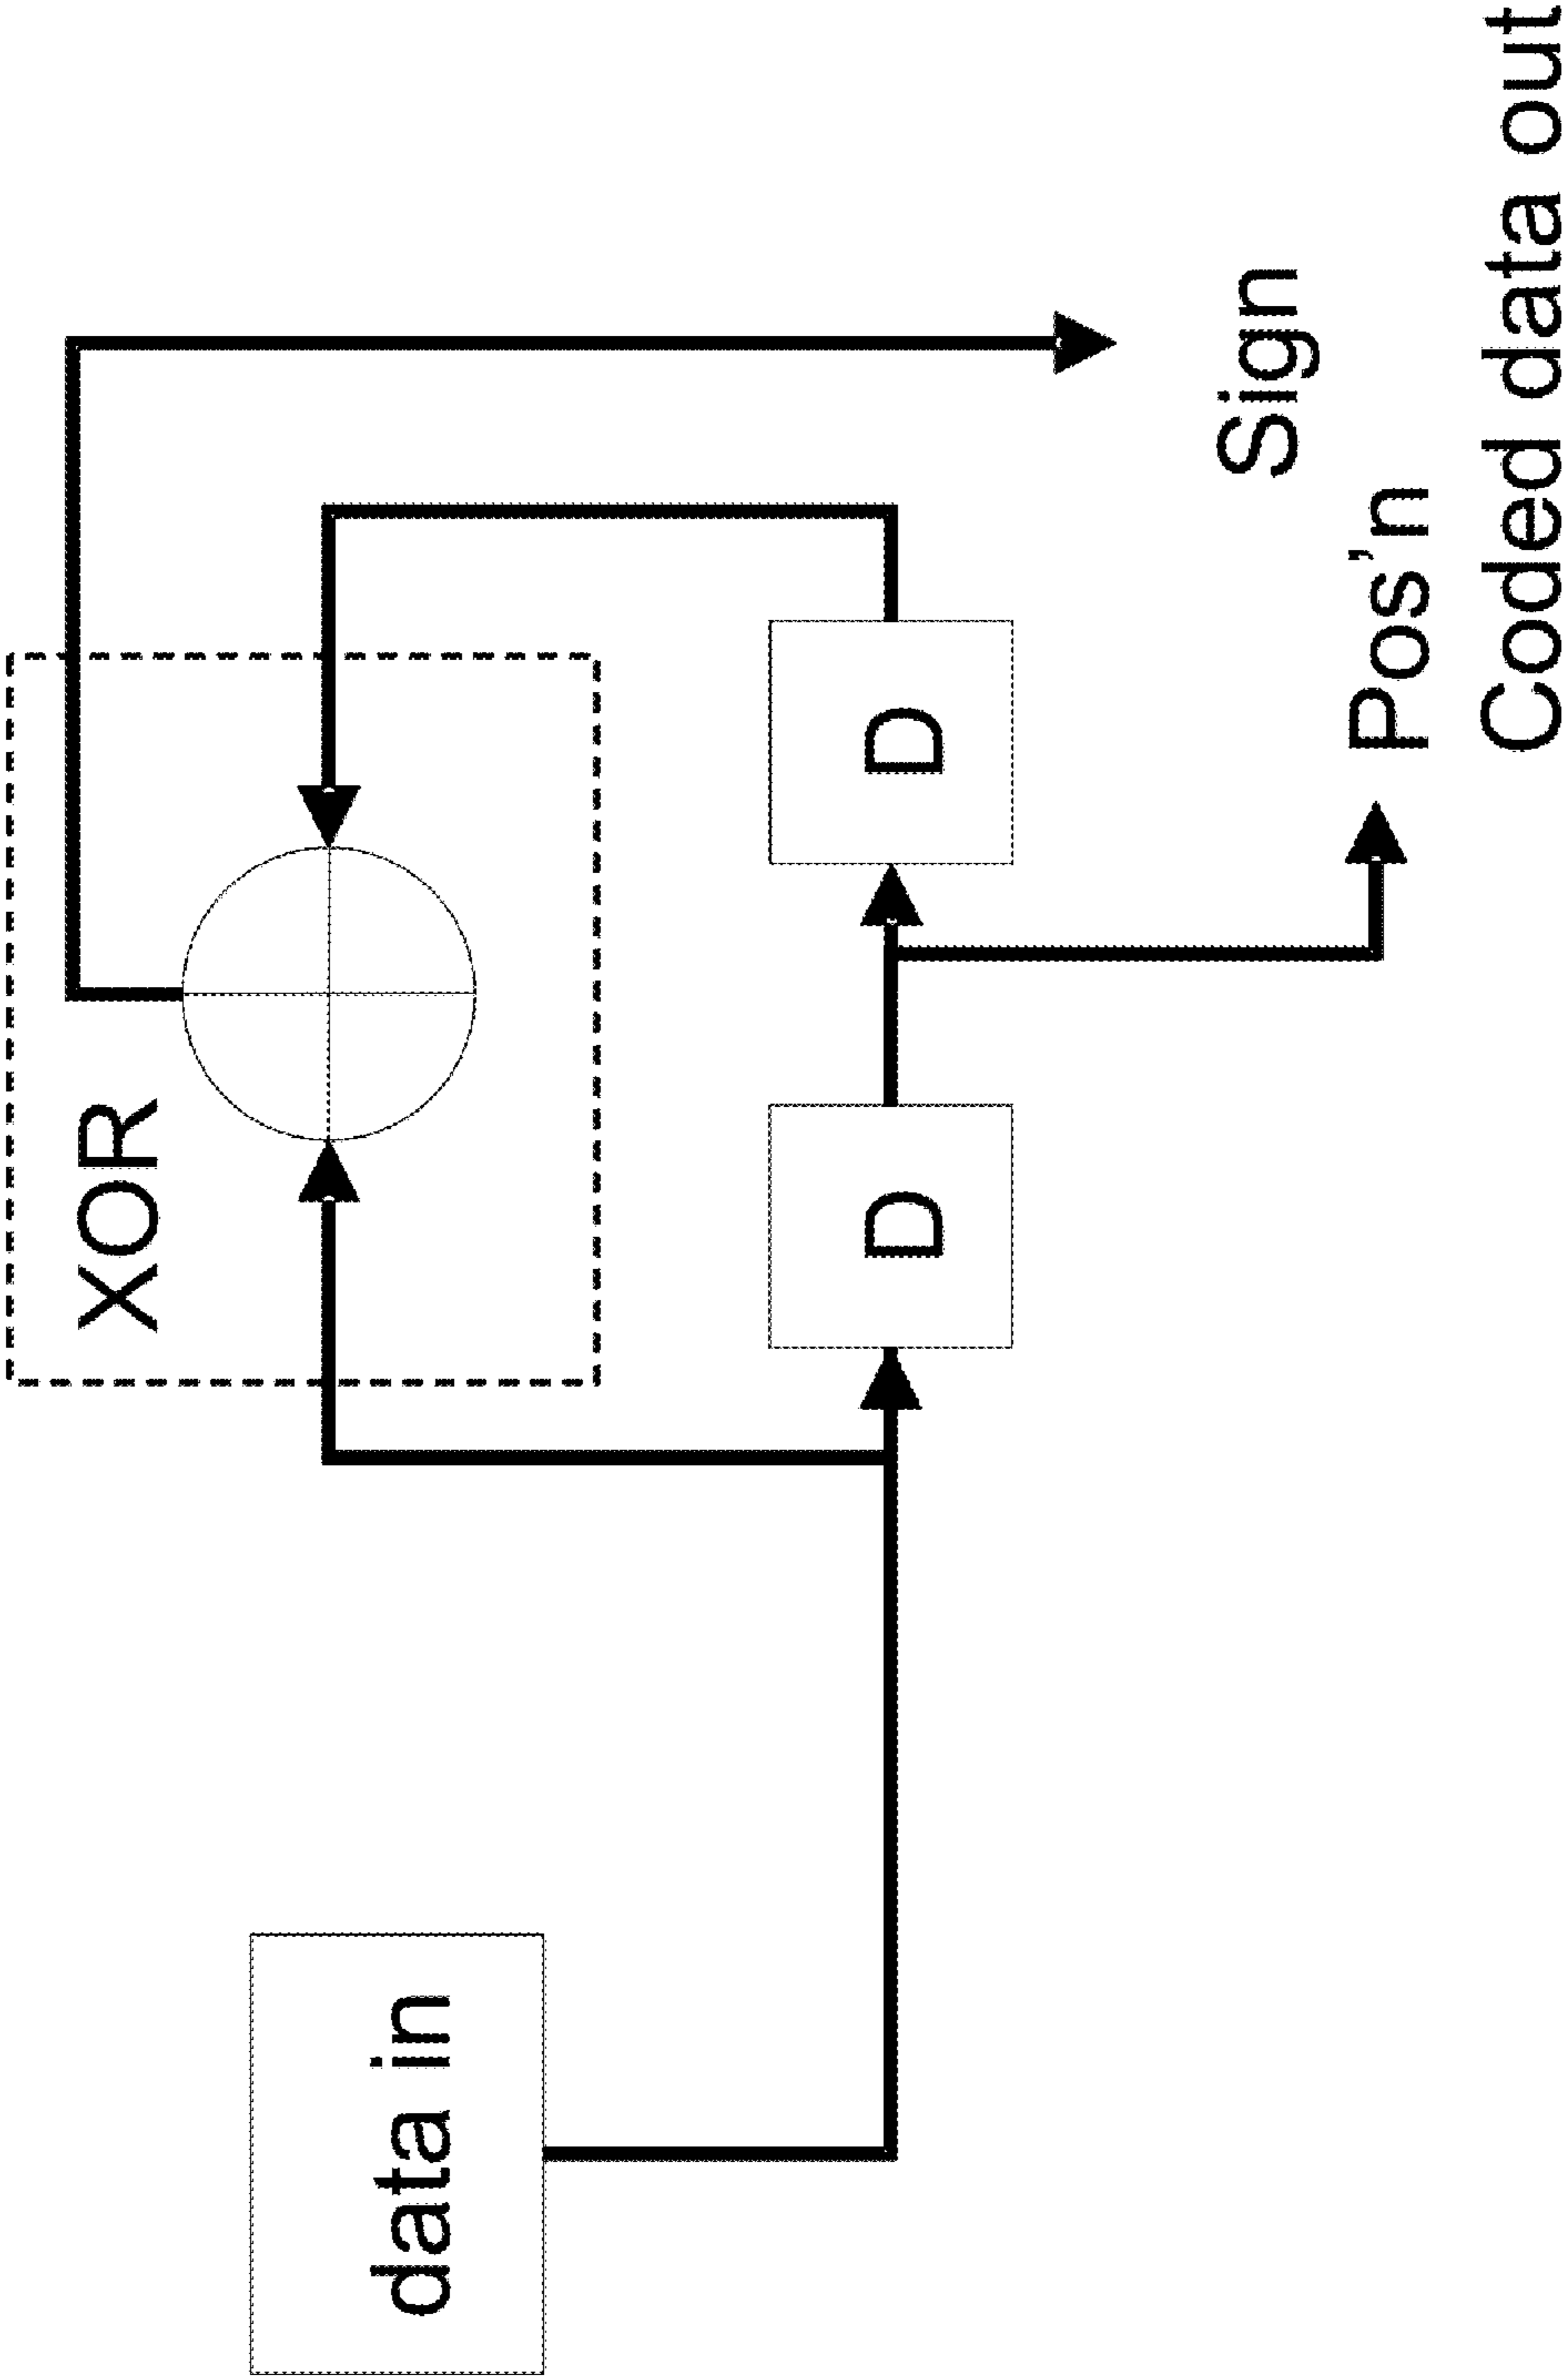 XOR
data in
D
D
Sign
Pos'n
Coded data out